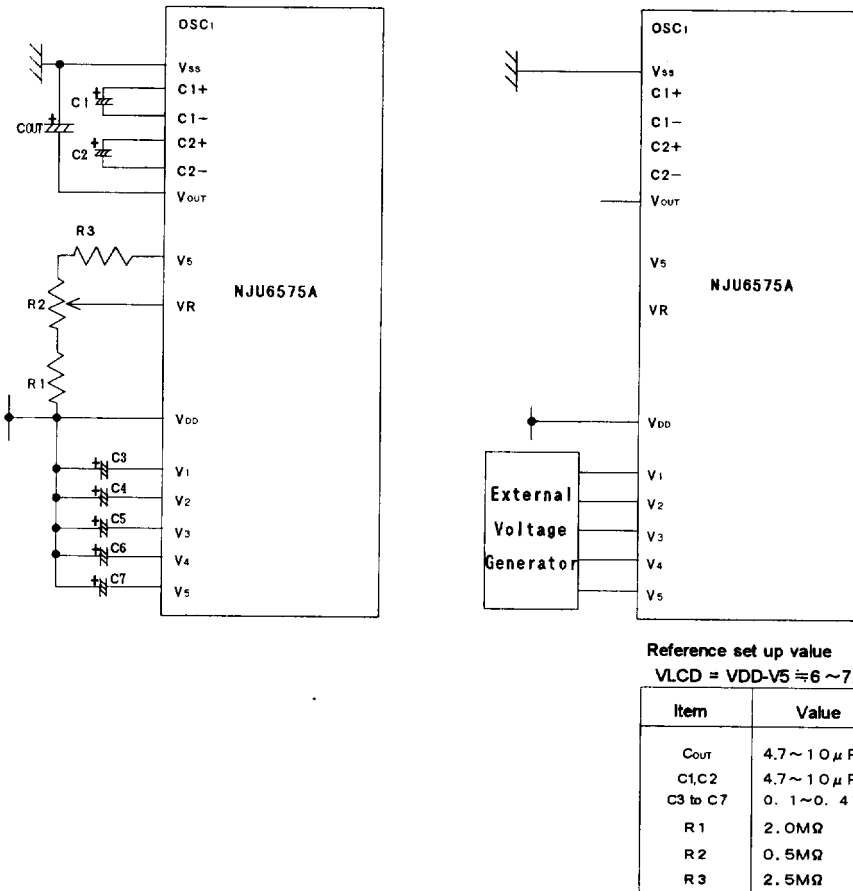 OSC1
Vss
C1+
C1
C1−
COUT
C2+
C2
C2−
VOUT
R3
V5
R2
VR
NJU6575A
R1
VDD
C3
V1
C4
V2
C5
V3
C6
V4
C7
V5
OSC1
Vss
C1+
C1−
C2+
C2−
VOUT
V5
NJU6575A
VR
VDD
External
Voltage
Generator
V1
V2
V3
V4
V5
Reference set up value
VLCD = VDD-V5≒6~7
Item Value
COUT 4.7~10μF
C1,C2 4.7~10μF
C3 to C7 0.1~0.4
R1 2.0MΩ
R2 0.5MΩ
R3 2.5MΩ